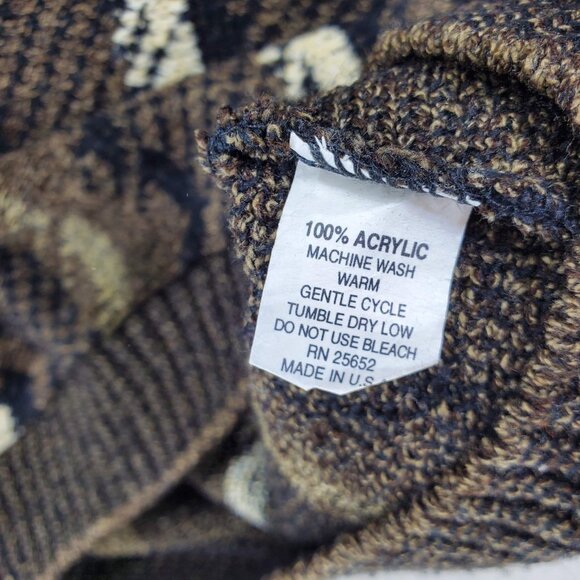 100% ACRYLIC
MACHINE WASH
WARM
GENTLE CYCLE
TUMBLE DRY LOW
DO NOT USE BLEACH
RN 25652
MADE IN U.S